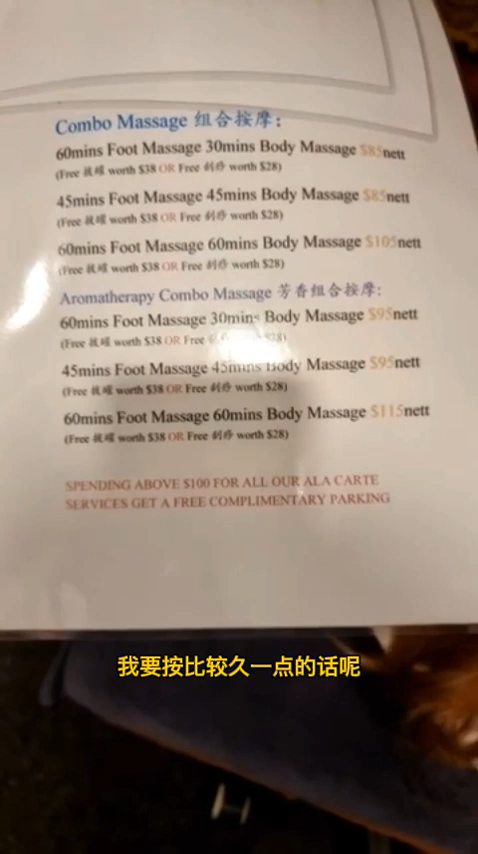 Combo Massage 组合按摩:
60mins Foot Massage 30mins Body Massage $85nett
(Free 拔罐 worth $38 OR Free 刮痧 worth $28)
45mins Foot Massage 45mins Body Massage $85nett
(Free 拔罐 worth $38 OR Free 刮痧 worth $28)
60mins Foot Massage 60mins Body Massage $105nett
(Free 拔罐 worth $38 OR Free 刮痧 worth $28)
Aromatherapy Combo Massage 芳香组合按摩:
60mins Foot Massage 30mins Body Massage $95nett
(Free 拔罐 worth $38 OR Free $28)
45mins Foot Massage 45mins Body Massage $95nett
(Free 拔罐 worth $38 OR Free 刮痧 worth $28)
60mins Foot Massage 60mins Body Massage $115nett
(Free 拔罐 worth $38 OR Free 刮痧 worth $28)
SPENDING ABOVE $100 FOR ALL OUR ALA CARTE
SERVICES GET A FREE COMPLIMENTARY PARKING
我要按比较久一点的话呢